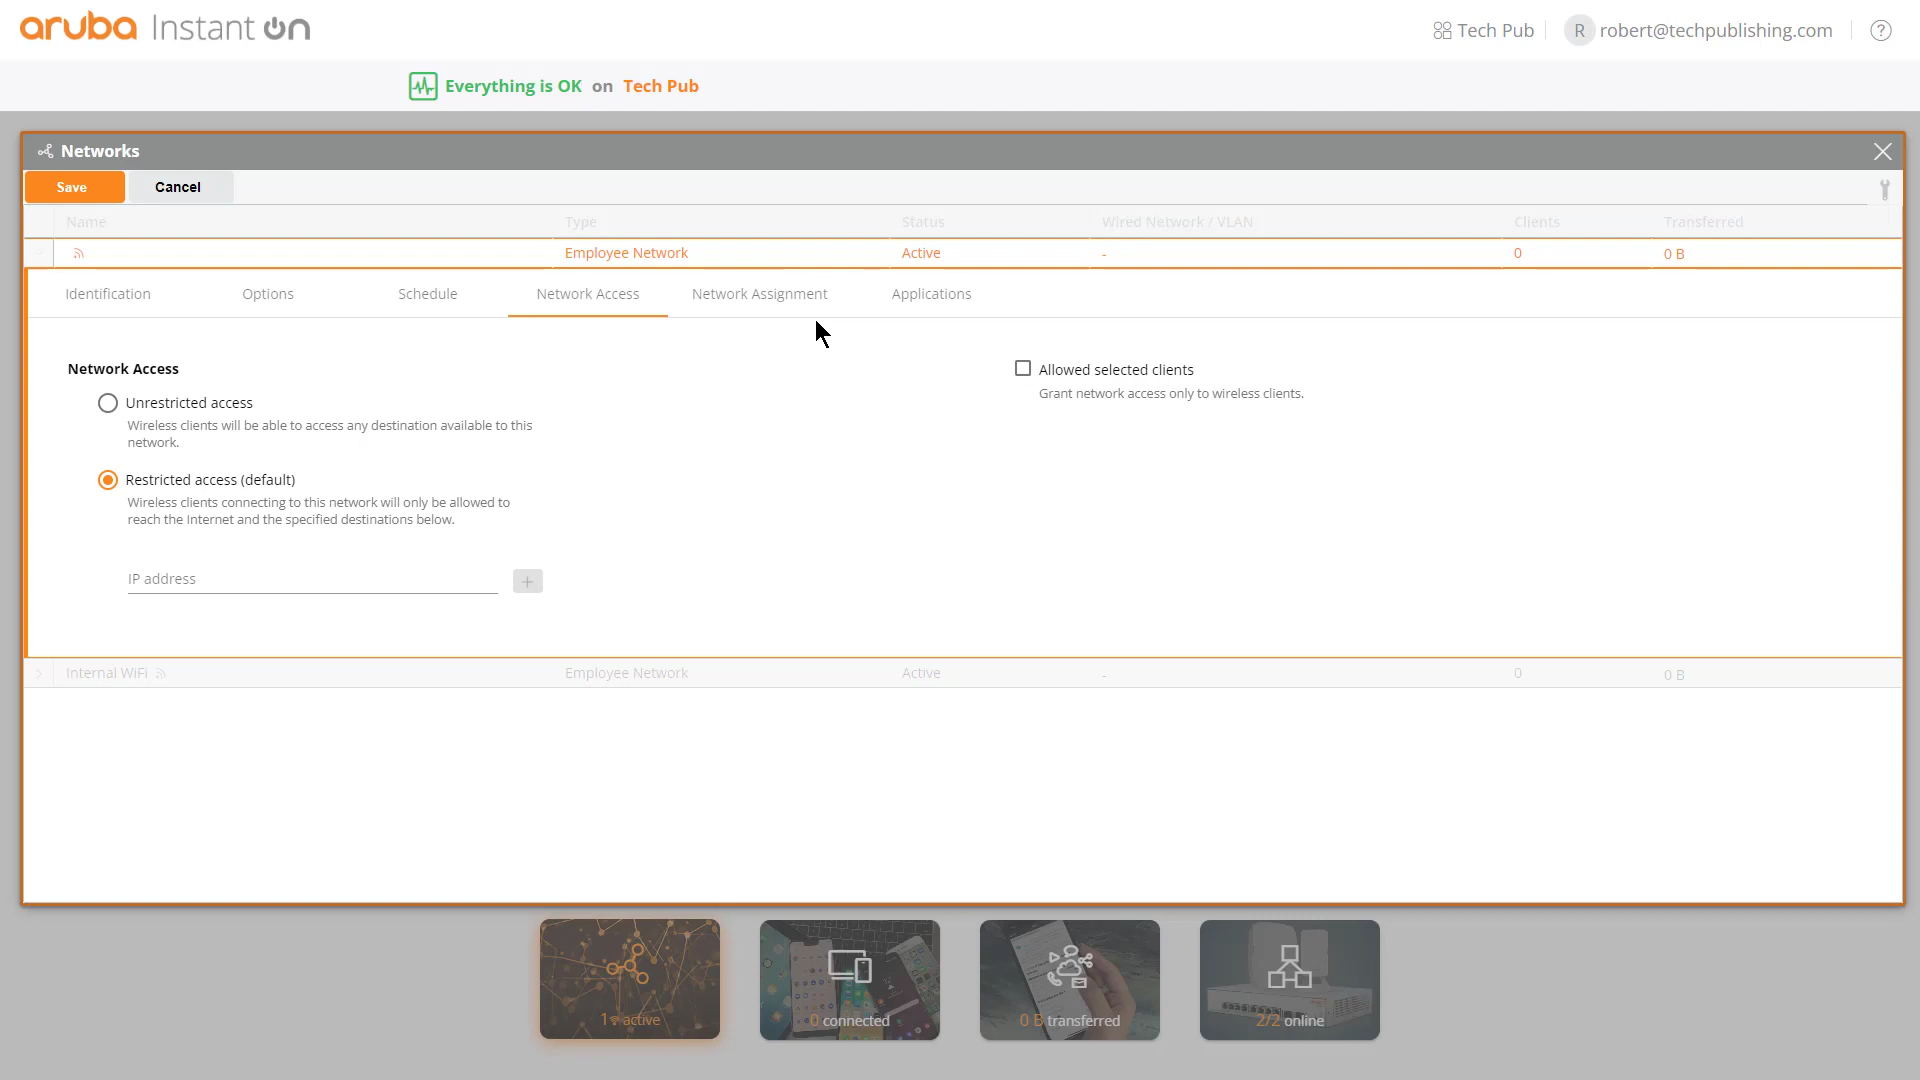 aruba Instant On
Tech Pub
R robert@techpublishing.com ?
Everything is OK on Tech Pub
Networks
Save Cancel
Name Type Status Wired Network / VLAN Clients Transferred
Employee Network Active - 0 0 B
Identification Options Schedule Network Access Network Assignment Applications
Network Access
Unrestricted access
Wireless clients will be able to access any destination available to this
network.
Restricted access (default)
Wireless clients connecting to this network will only be allowed to
reach the Internet and the specified destinations below.
IP address
+
Allowed selected clients
Grant network access only to wireless clients.
Internal WiFi Employee Network Active - 0 0 B
1 active
0 connected
0 B transferred
2/2 online